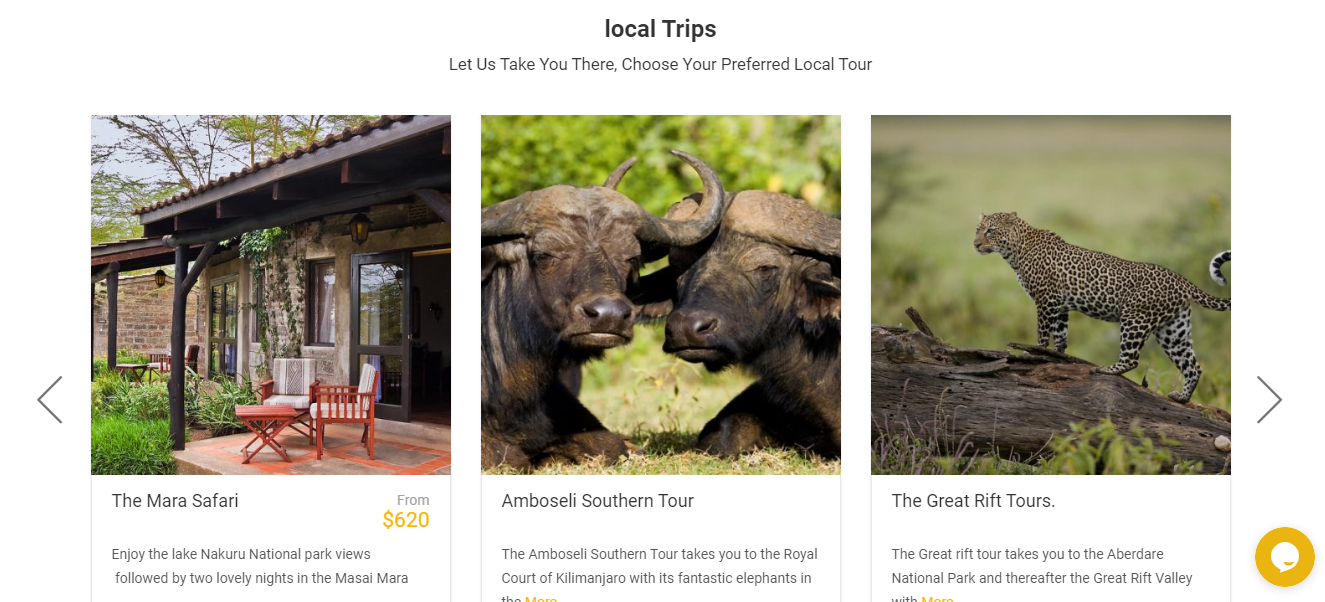 local Trips
Let Us Take You There, Choose Your Preferred Local Tour
The Mara Safari
From
$620
Enjoy the lake Nakuru National park views
followed by two lovely nights in the Masai Mara
Amboseli Southern Tour
The Amboseli Southern Tour takes you to the Royal
Court of Kilimanjaro with its fantastic elephants in
the More
The Great Rift Tours.
The Great rift tour takes you to the Aberdare
National Park and thereafter the Great Rift Valley
with More